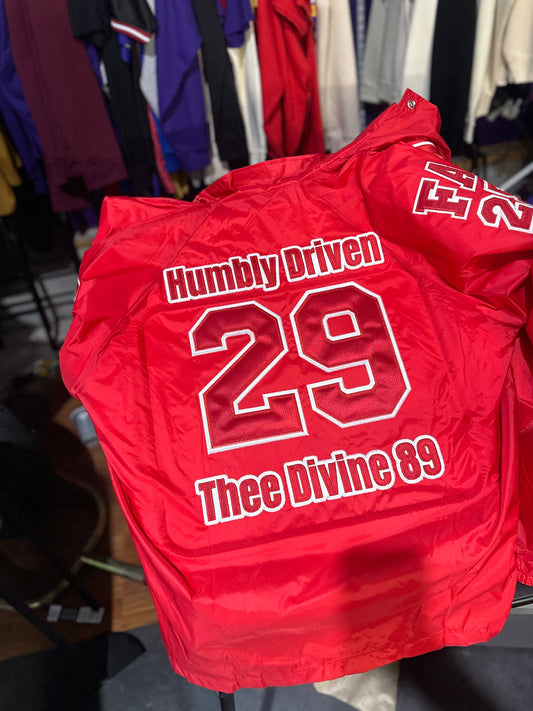 Humbly Driven
29
Thee Divine 89